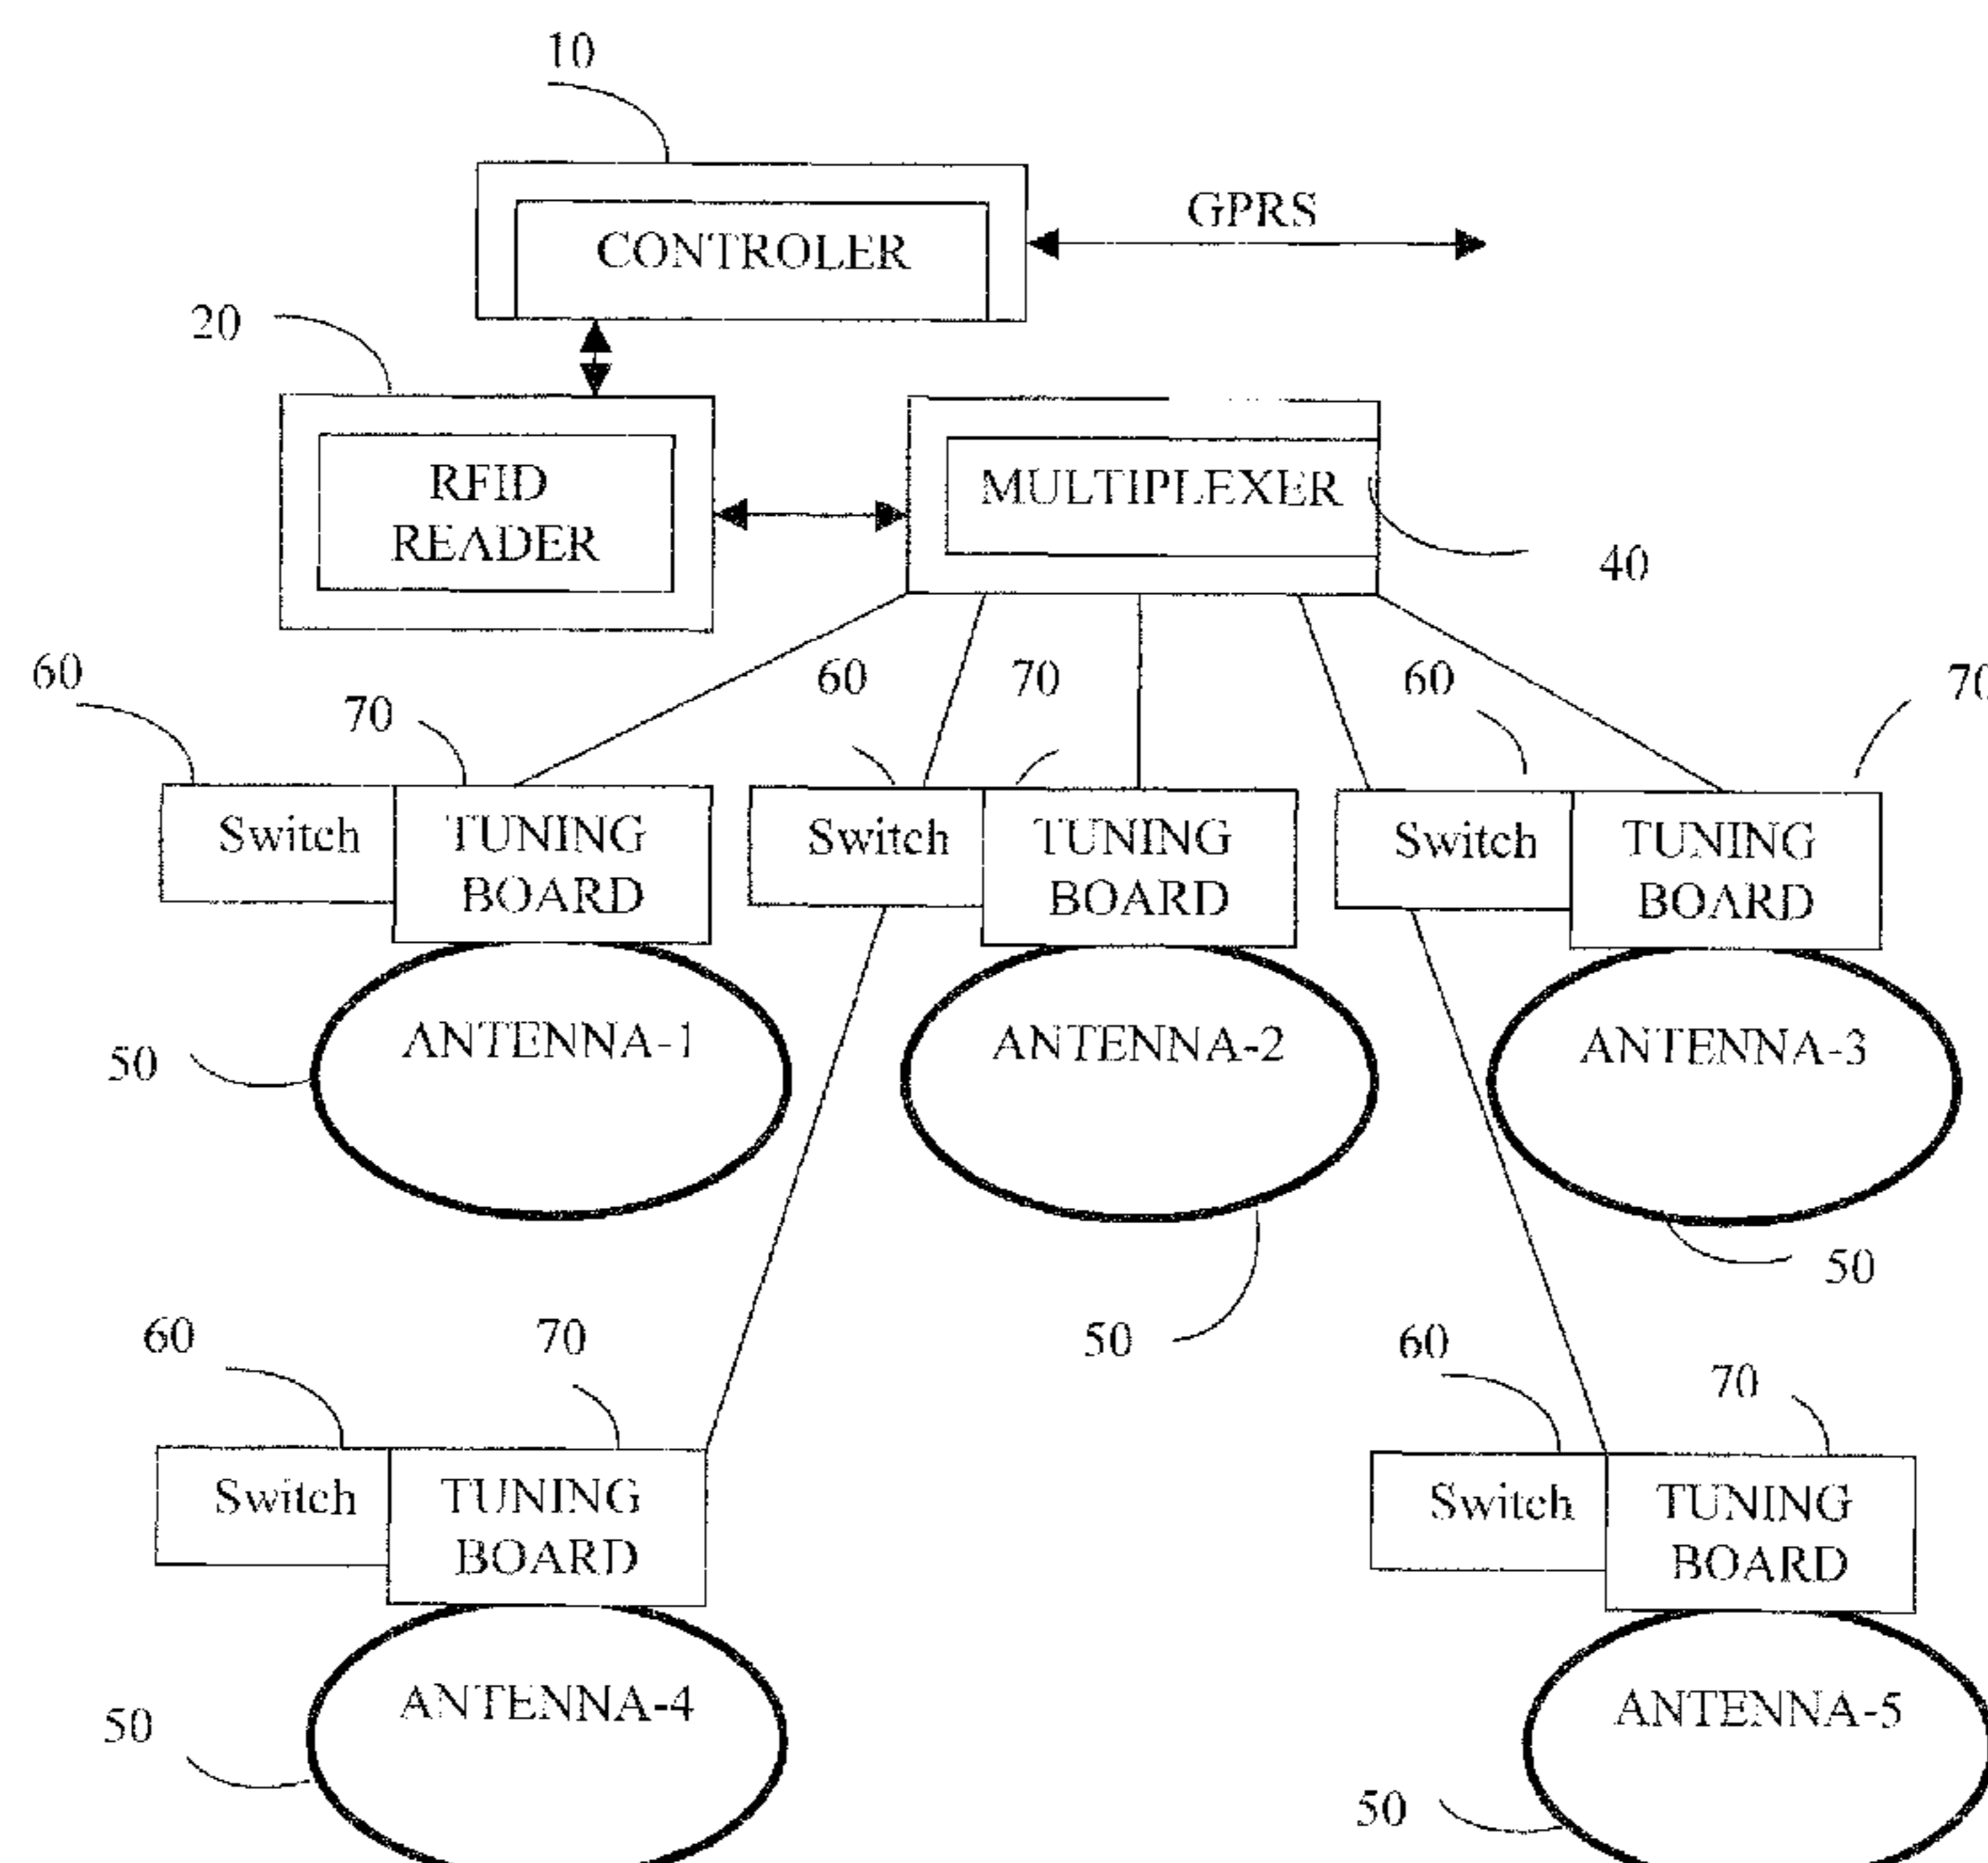 10
CONTROLER
GPRS
20
RFID
READER
MULTIPLEXER
40
60
70
60
70
60
70
Switch
TUNING
BOARD
Switch
TUNING
BOARD
Switch
TUNING
BOARD
50
ANTENNA-1
ANTENNA-2
ANTENNA-3
50
50
60
70
60
70
Switch
TUNING
BOARD
Switch
TUNING
BOARD
50
ANTENNA-4
50
ANTENNA-5